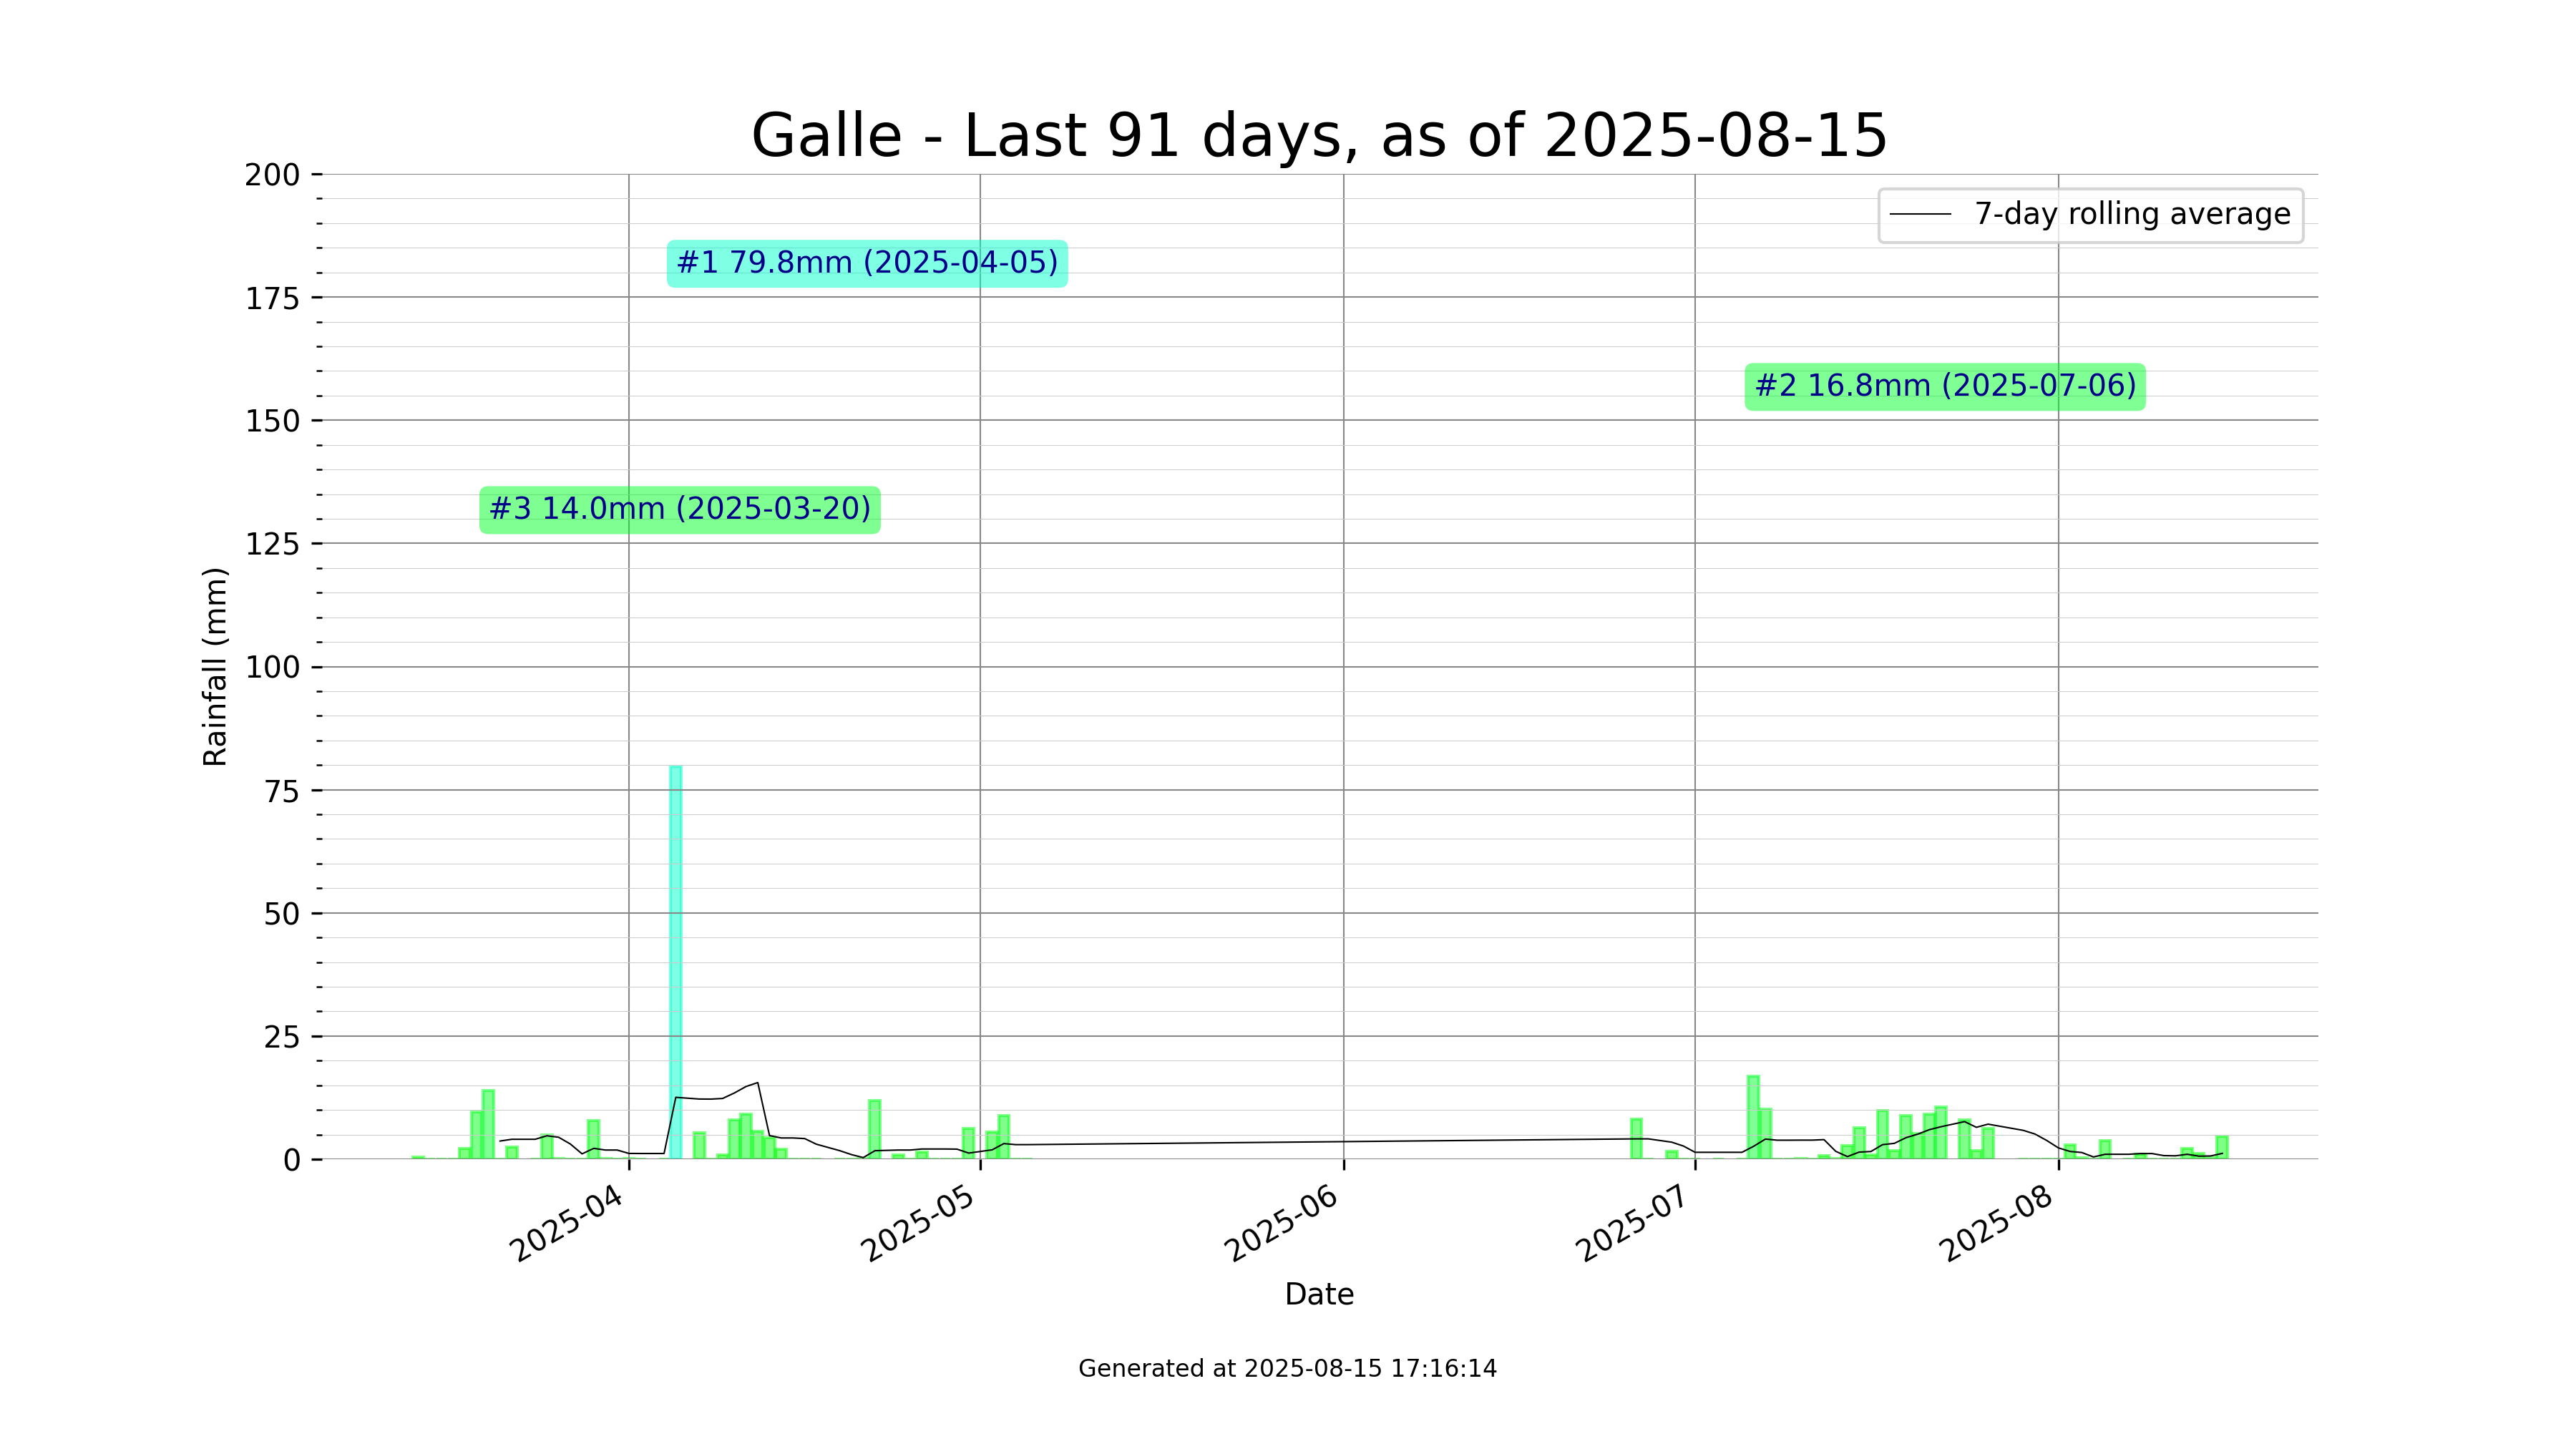 Galle - Last 91 days, as of 2025-08-15
7-day rolling average
#1 79.8mm (2025-04-05)
#2 16.8mm (2025-07-06)
#3 14.0mm (2025-03-20)
Rainfall (mm)
200
175
150
125
100
75
50
25
0
2025-04
2025-05
2025-06
2025-07
2025-08
Date
Generated at 2025-08-15 17:16:14